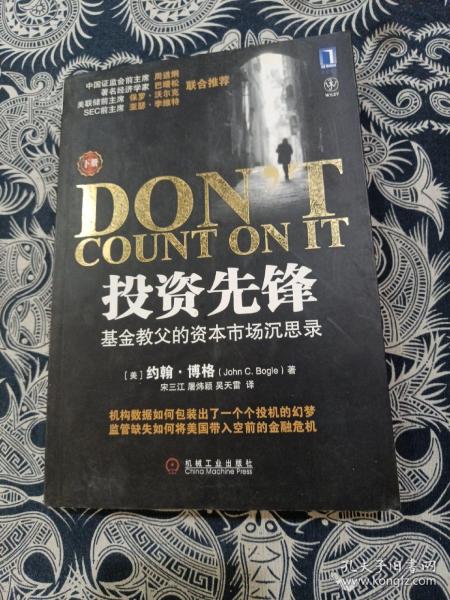 中国证监会前主席 周道炯
著名经济学家 巴曙松
美联储前主席 保罗·沃尔克
SEC前主席 亚瑟·李维特
联合推荐
WILEY
下册
DON'T
COUNT ON IT
投资先锋
基金教父的资本市场沉思录
[美] 约翰·博格 (John C. Bogle) 著
宋三江 屠炜颖 吴天雷 译
机构数据如何包装出了一个个投机的幻梦
监管缺失如何将美国带入空前的金融危机
机械工业出版社
China Machine Press
孔夫子旧书网